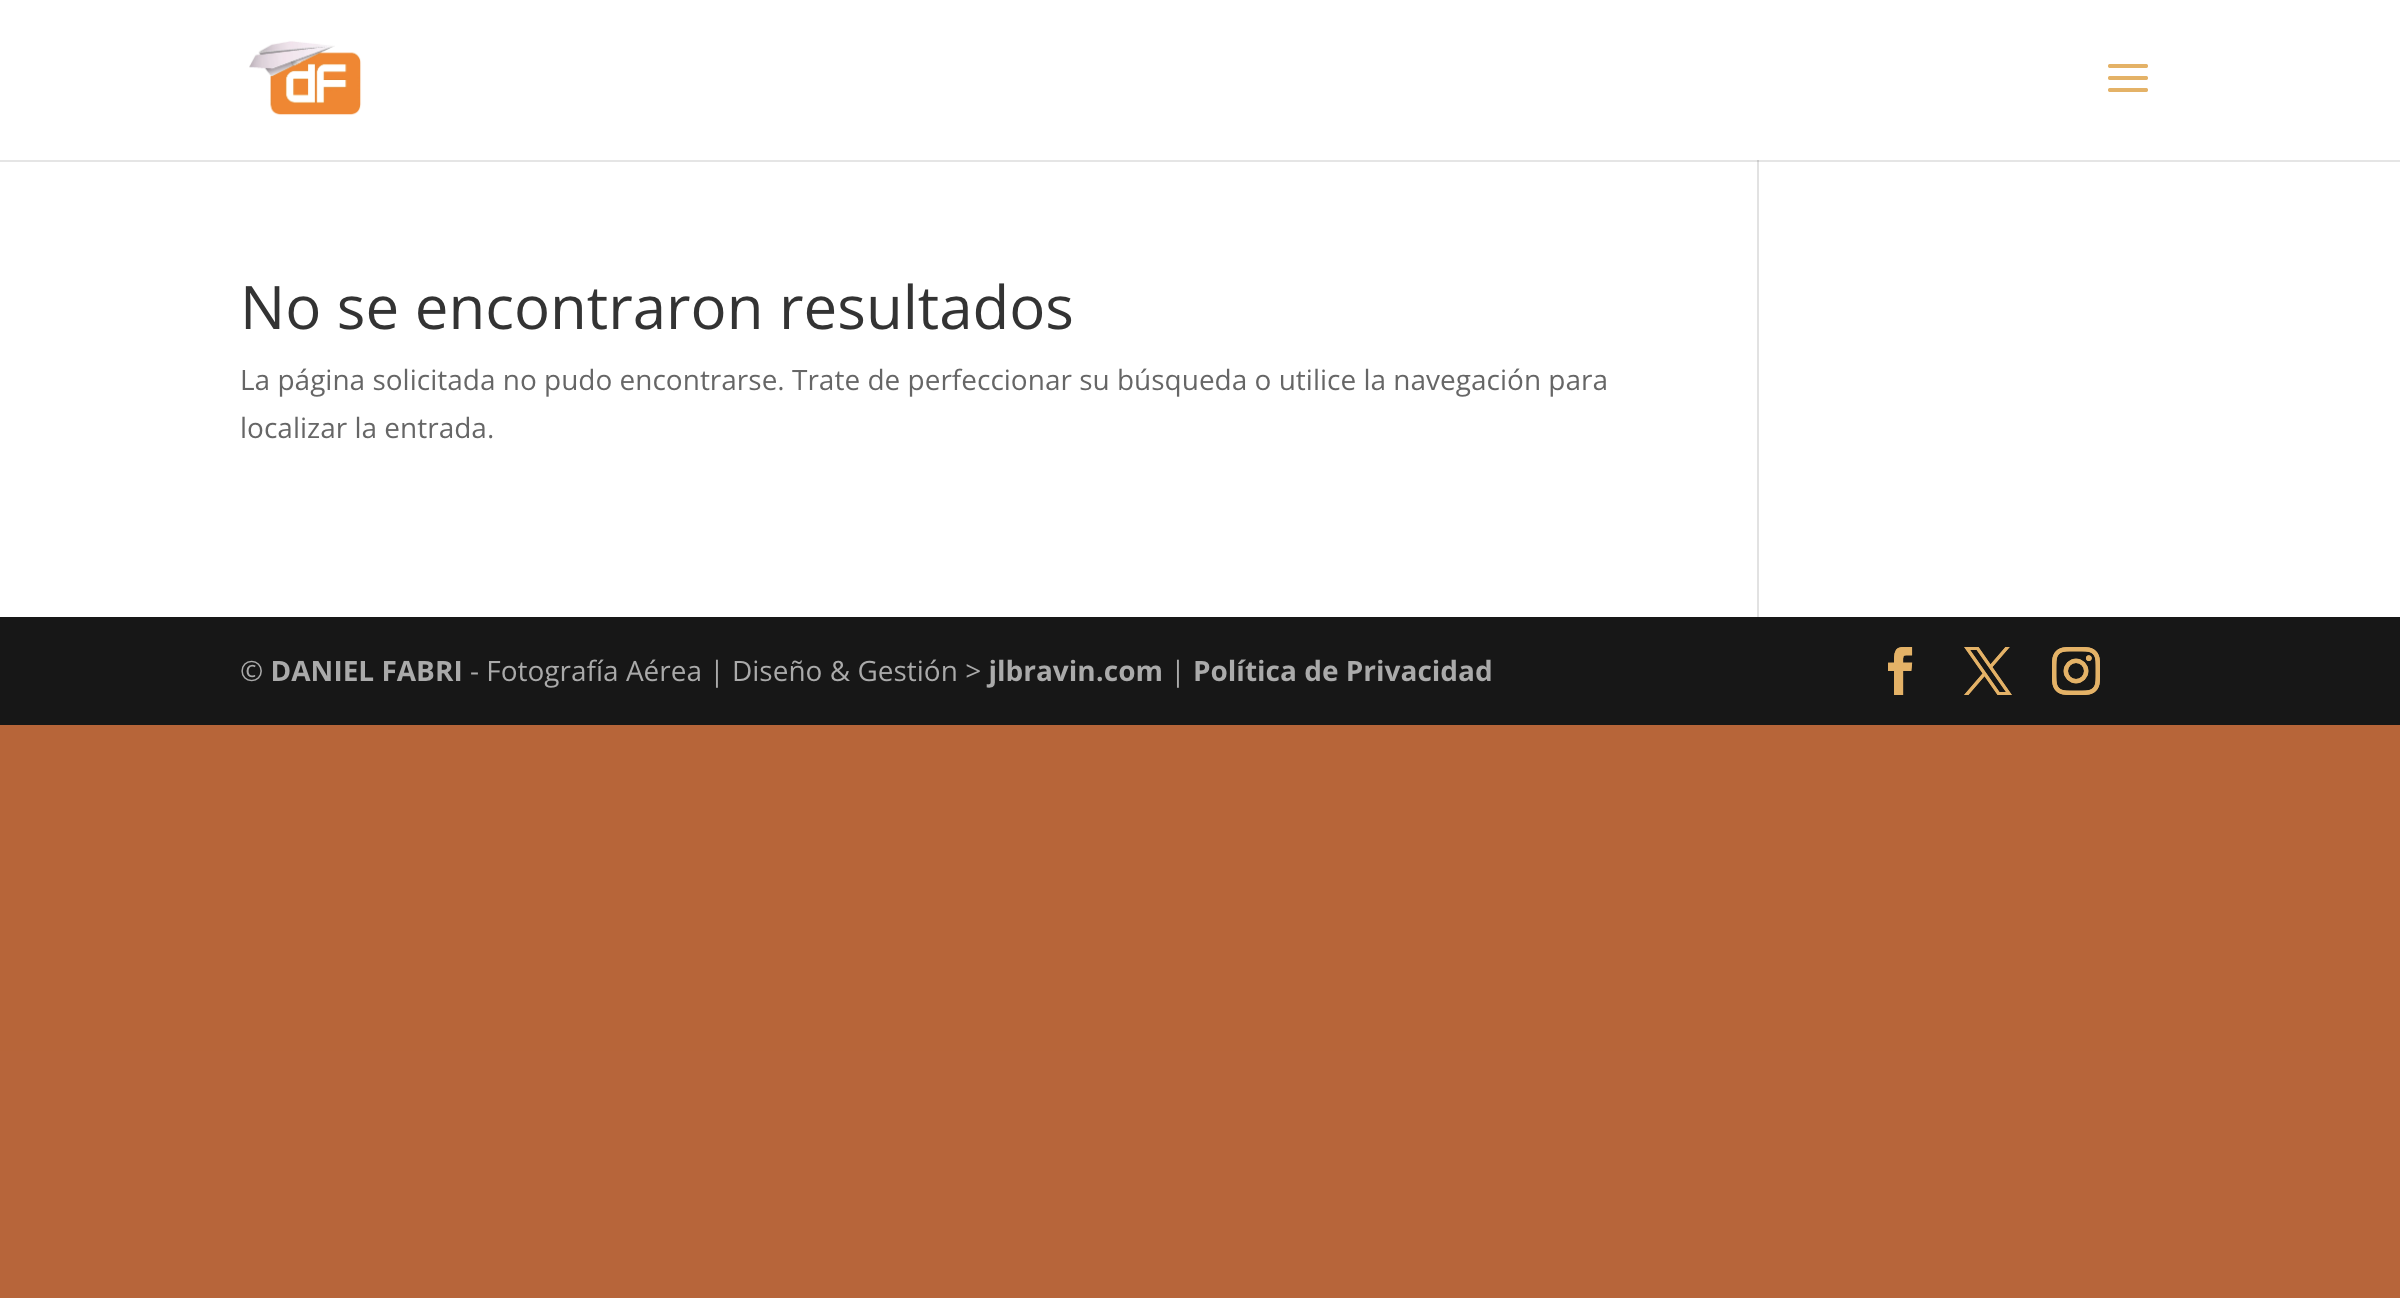 dF
No se encontraron resultados
La página solicitada no pudo encontrarse. Trate de perfeccionar su búsqueda o utilice la navegación para
localizar la entrada.
© DANIEL FABRI - Fotografía Aérea | Diseño & Gestión > jlbravin.com | Política de Privacidad